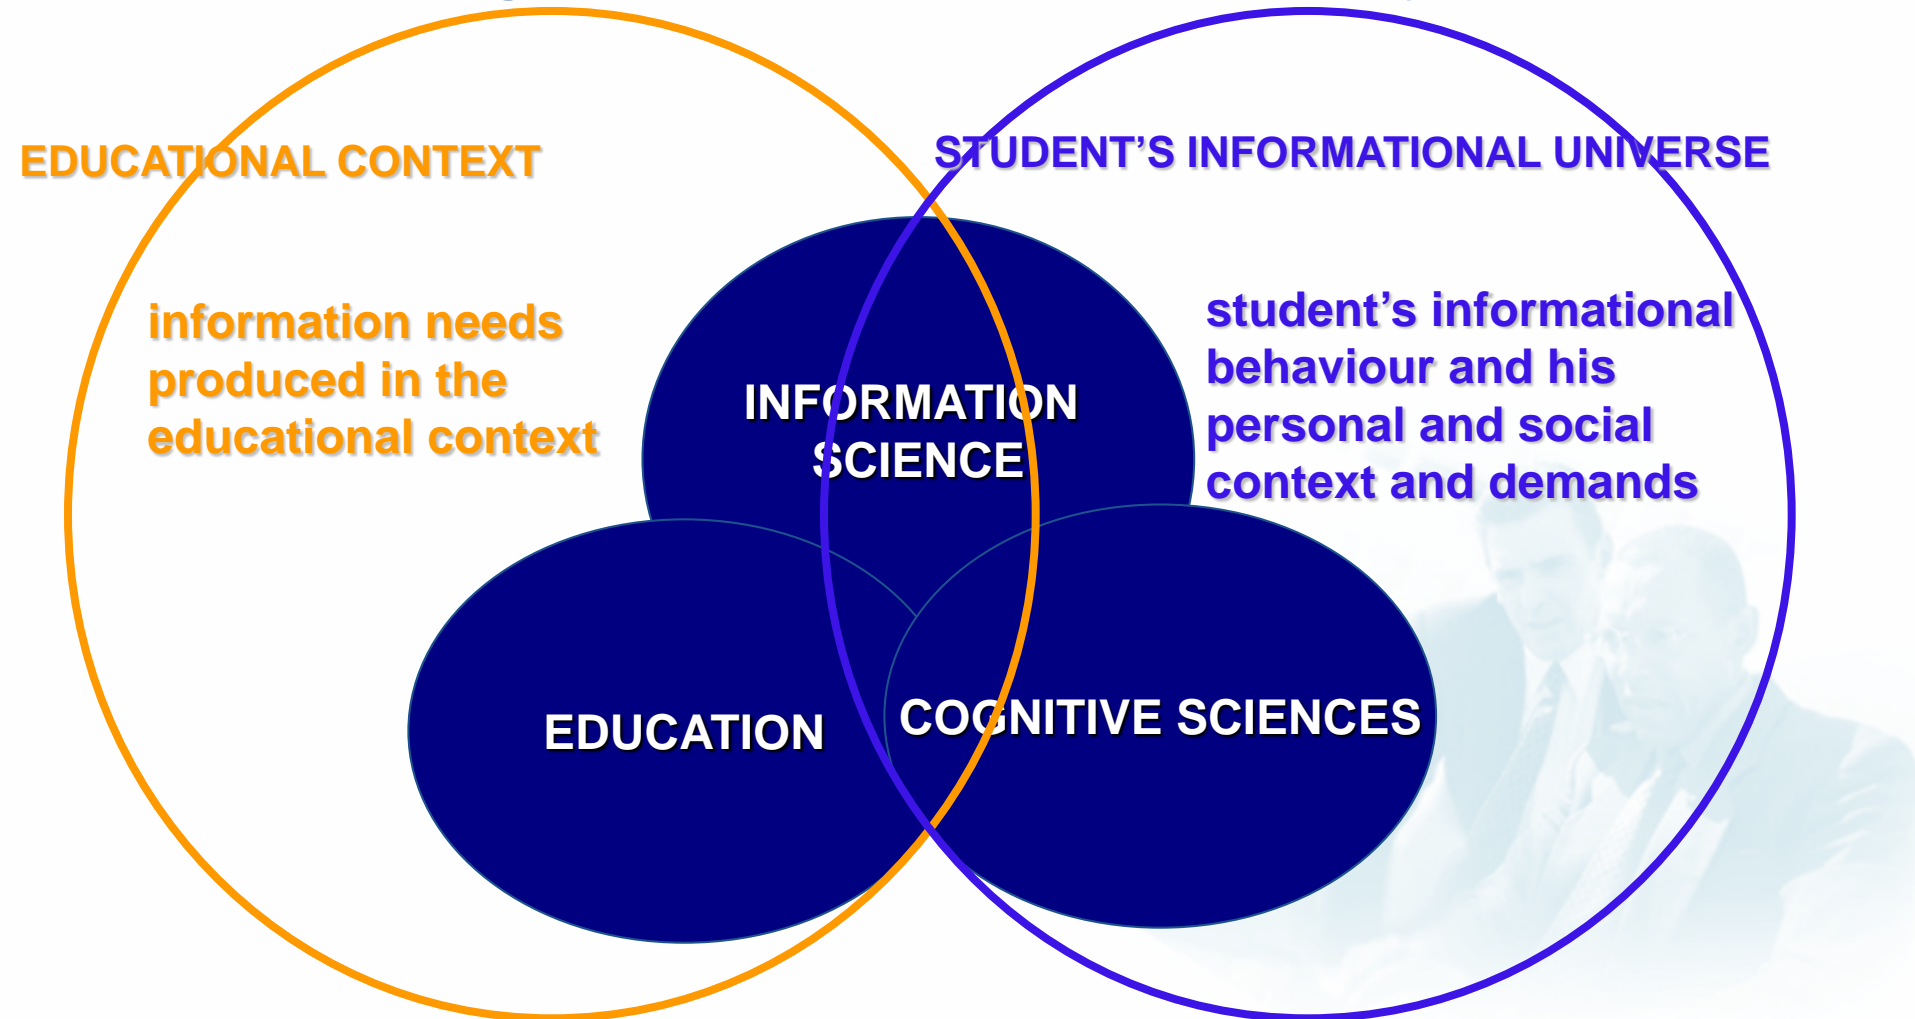 EDUCATIONAL CONTEXT
STUDENT’S INFORMATIONAL UNIVERSE
information needs
produced in the
educational context
student’s informational
behaviour and his
personal and social
context and demands
INFORMATION
SCIENCE
EDUCATION
COGNITIVE SCIENCES